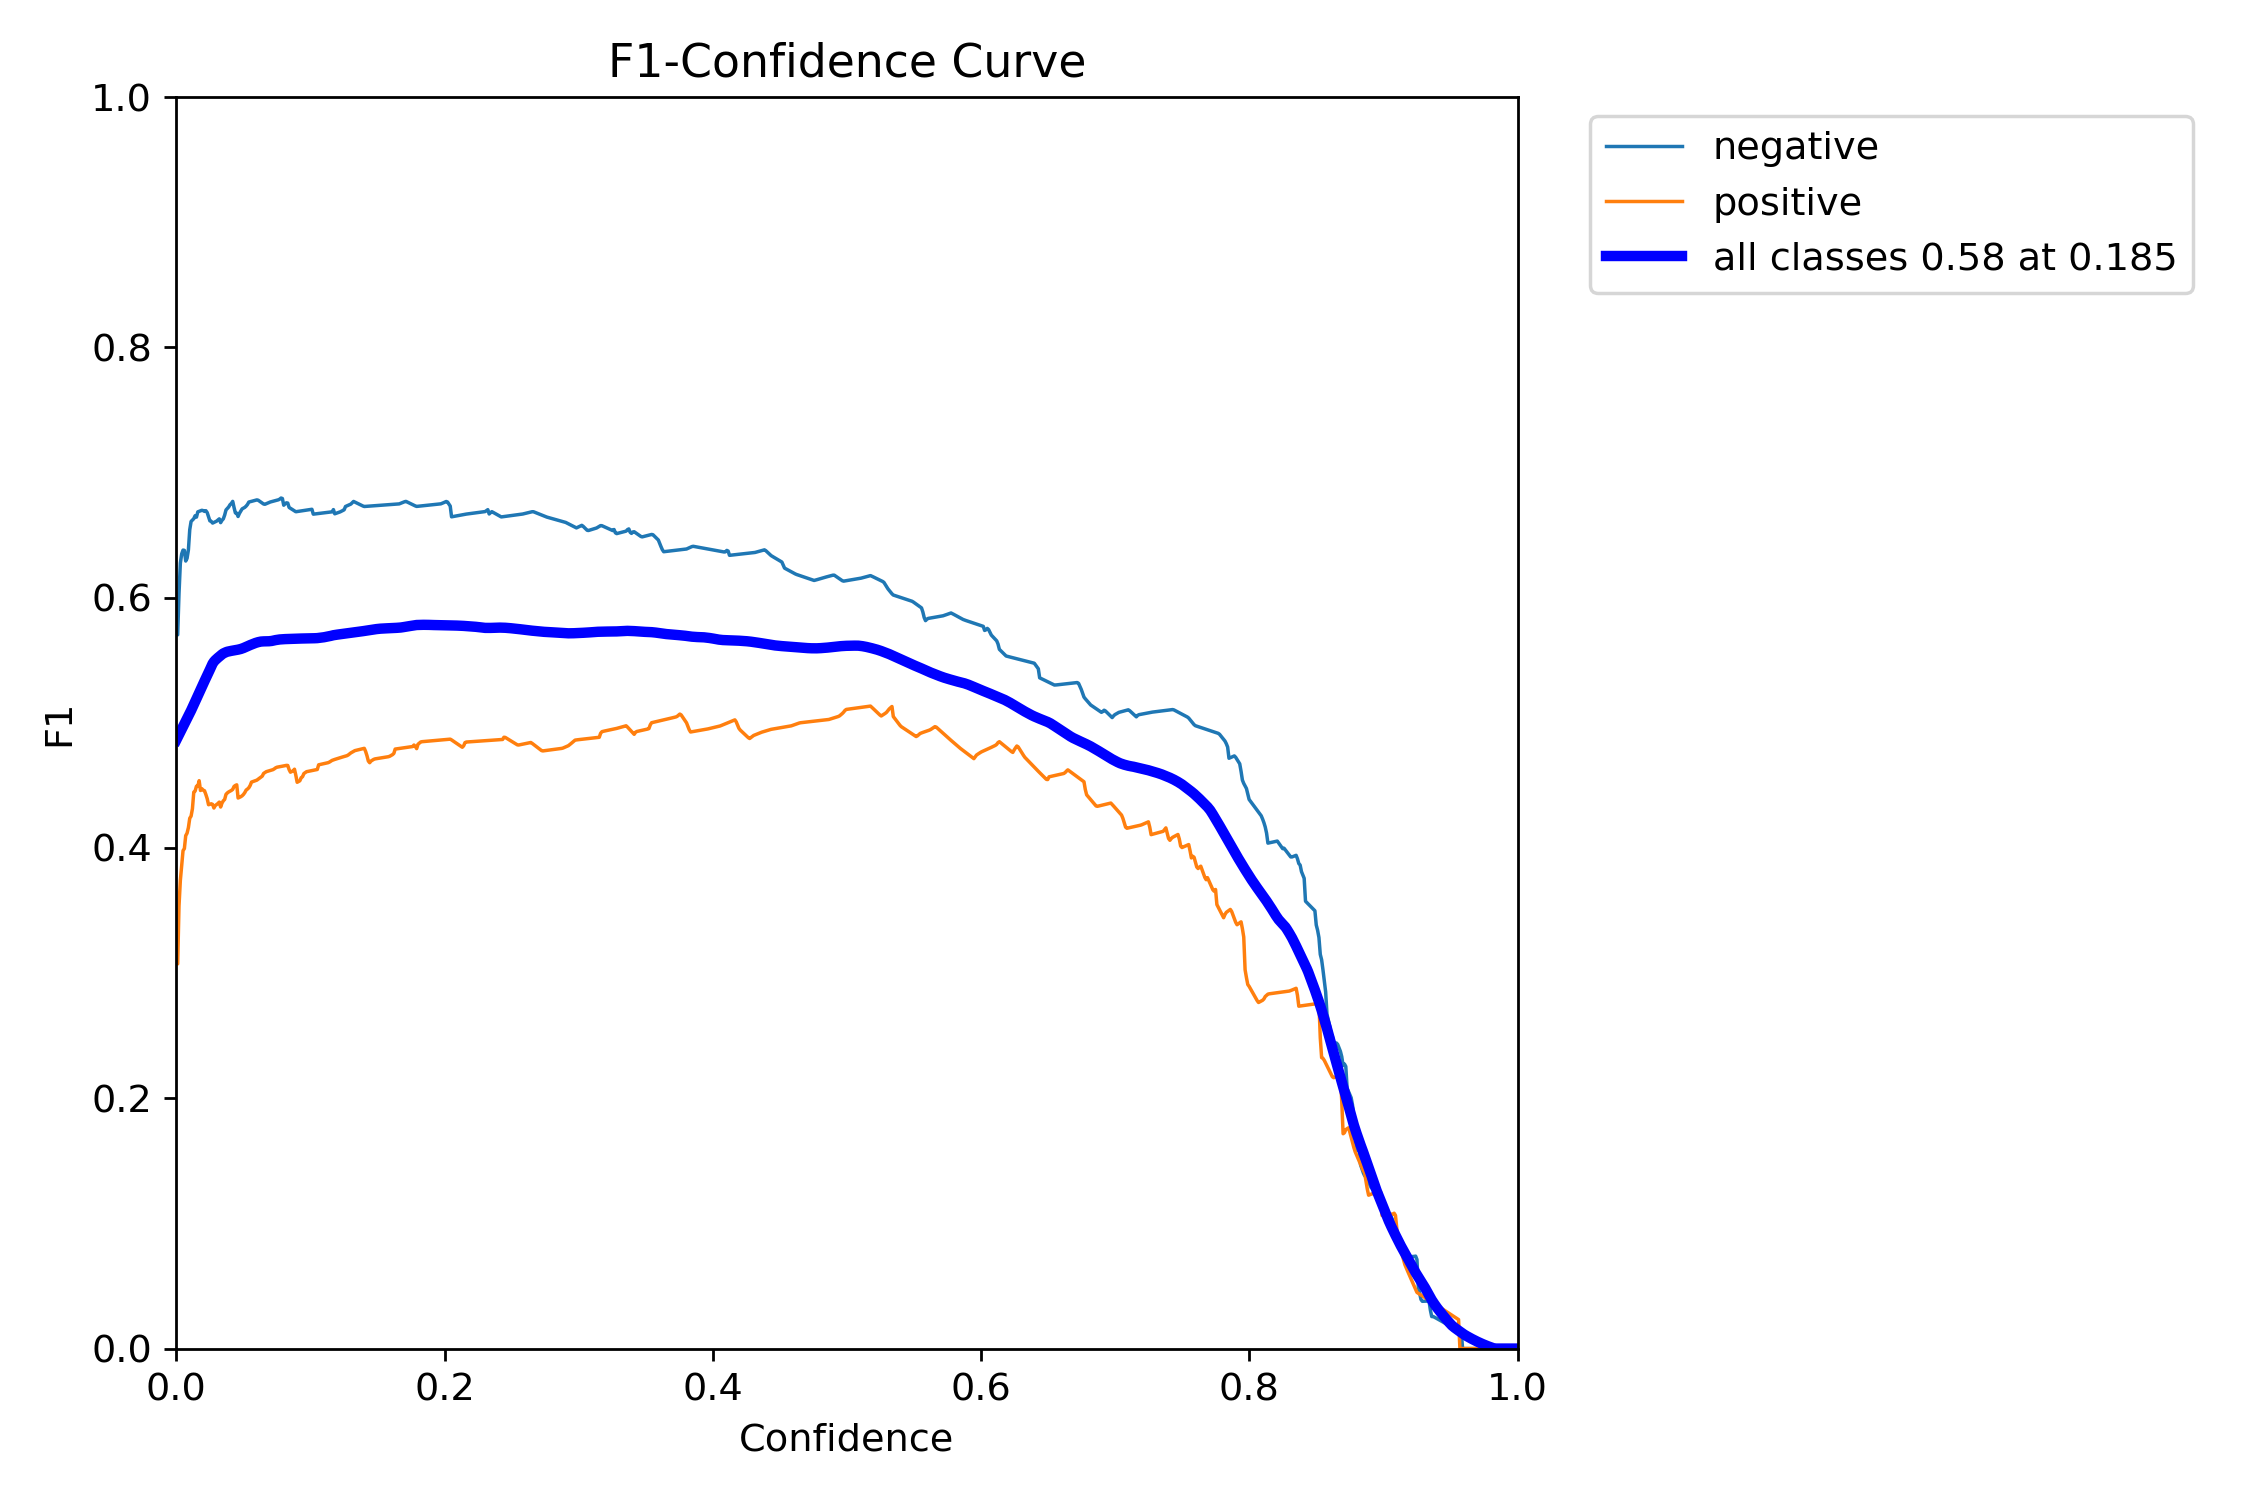 F1-Confidence Curve
1.0
0.8
0.6
0.4
0.2
0.0
F1
0.0 0.2 0.4 0.6 0.8 1.0
Confidence
negative
positive
all classes 0.58 at 0.185